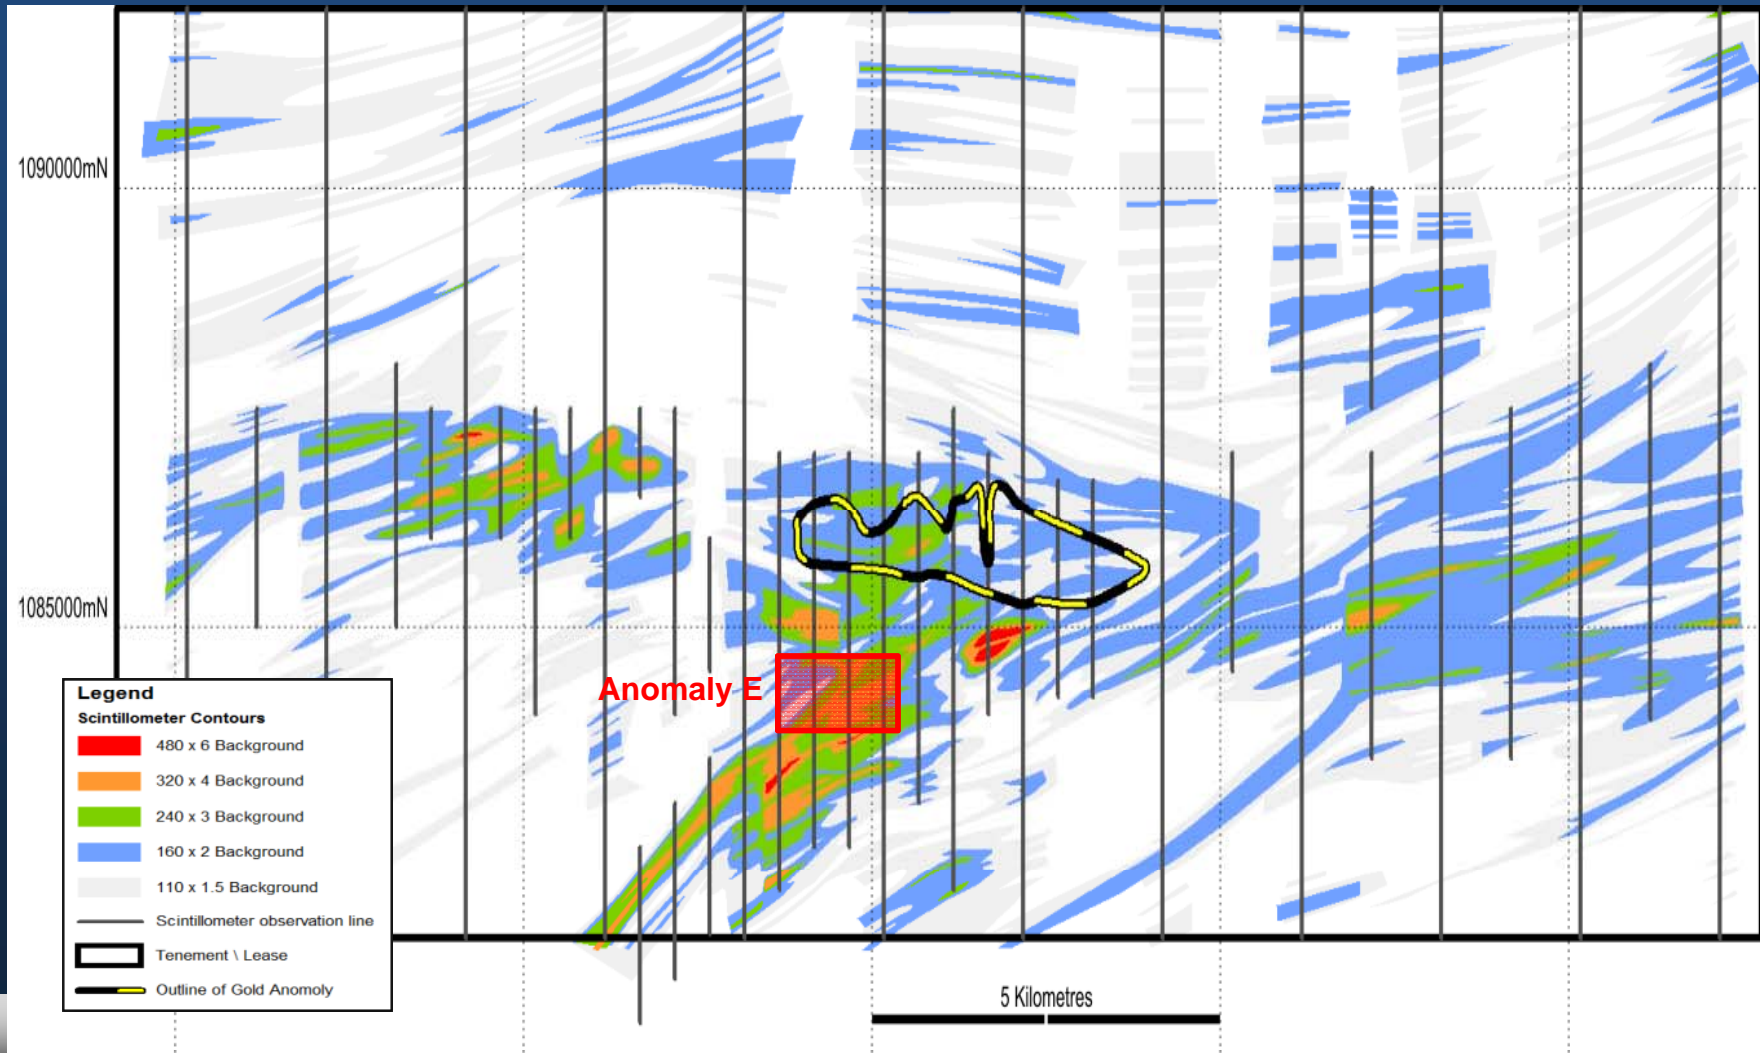 1090000mN
1085000mN
Anomaly E
Legend
Scintillometer Contours
480 x 6 Background
320 x 4 Background
240 x 3 Background
160 x 2 Background
110 x 1.5 Background
Scintillometer observation line
Tenement \ Lease
Outline of Gold Anomoly
5 Kilometres